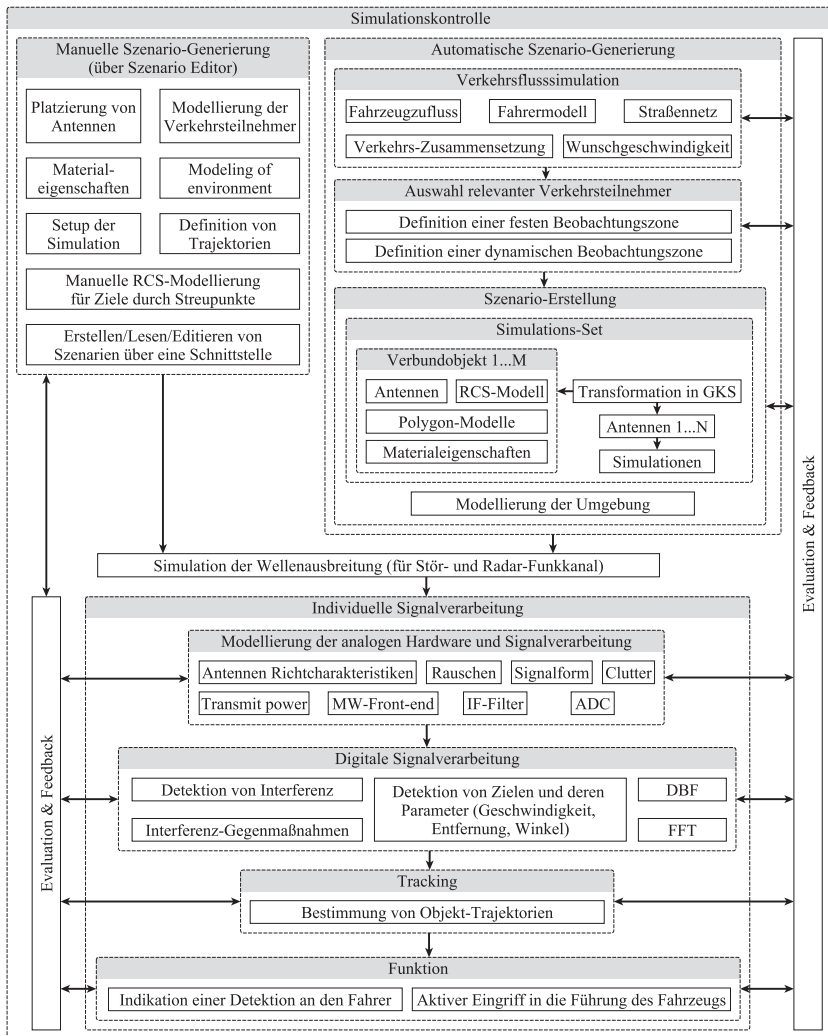 Simulationskontrolle
Manuelle Szenario-Generierung
(über Szenario Editor)
Platzierung von
Antennen
Modellierung der
Verkehrsteilnehmer
Material-
eigenschaften
Modeling of
environment
Setup der
Simulation
Definition von
Trajektorien
Manuelle RCS-Modellierung
für Ziele durch Streupunkte
Erstellen/Lesen/Editieren von
Szenarien über eine Schnittstelle
Automatische Szenario-Generierung
Verkehrsflusssimulation
Fahrzeugzufluss
Fahrermodell
Straßennetz
Verkehrs-Zusammensetzung
Wunschgeschwindigkeit
Auswahl relevanter Verkehrsteilnehmer
Definition einer festen Beobachtungszone
Definition einer dynamischen Beobachtungszone
Szenario-Erstellung
Simulations-Set
Verbundobjekt 1...M
Antennen
RCS-Modell
Polygon-Modelle
Materialeigenschaften
Transformation in GKS
Antennen 1...N
Simulationen
Modellierung der Umgebung
Evaluation & Feedback
Simulation der Wellenausbreitung (für Stör- und Radar-Funkkanal)
Evaluation & Feedback
Individuelle Signalverarbeitung
Modellierung der analogen Hardware und Signalverarbeitung
Antennen Richtcharakteristiken
Rauschen
Signalform
Clutter
Transmit power
MW-Front-end
IF-Filter
ADC
Digitale Signalverarbeitung
Detektion von Interferenz
Interferenz-Gegenmaßnahmen
Detektion von Zielen und deren
Parameter (Geschwindigkeit,
Entfernung, Winkel)
DBF
FFT
Tracking
Bestimmung von Objekt-Trajektorien
Funktion
Indikation einer Detektion an den Fahrer
Aktiver Eingriff in die Führung des Fahrzeugs